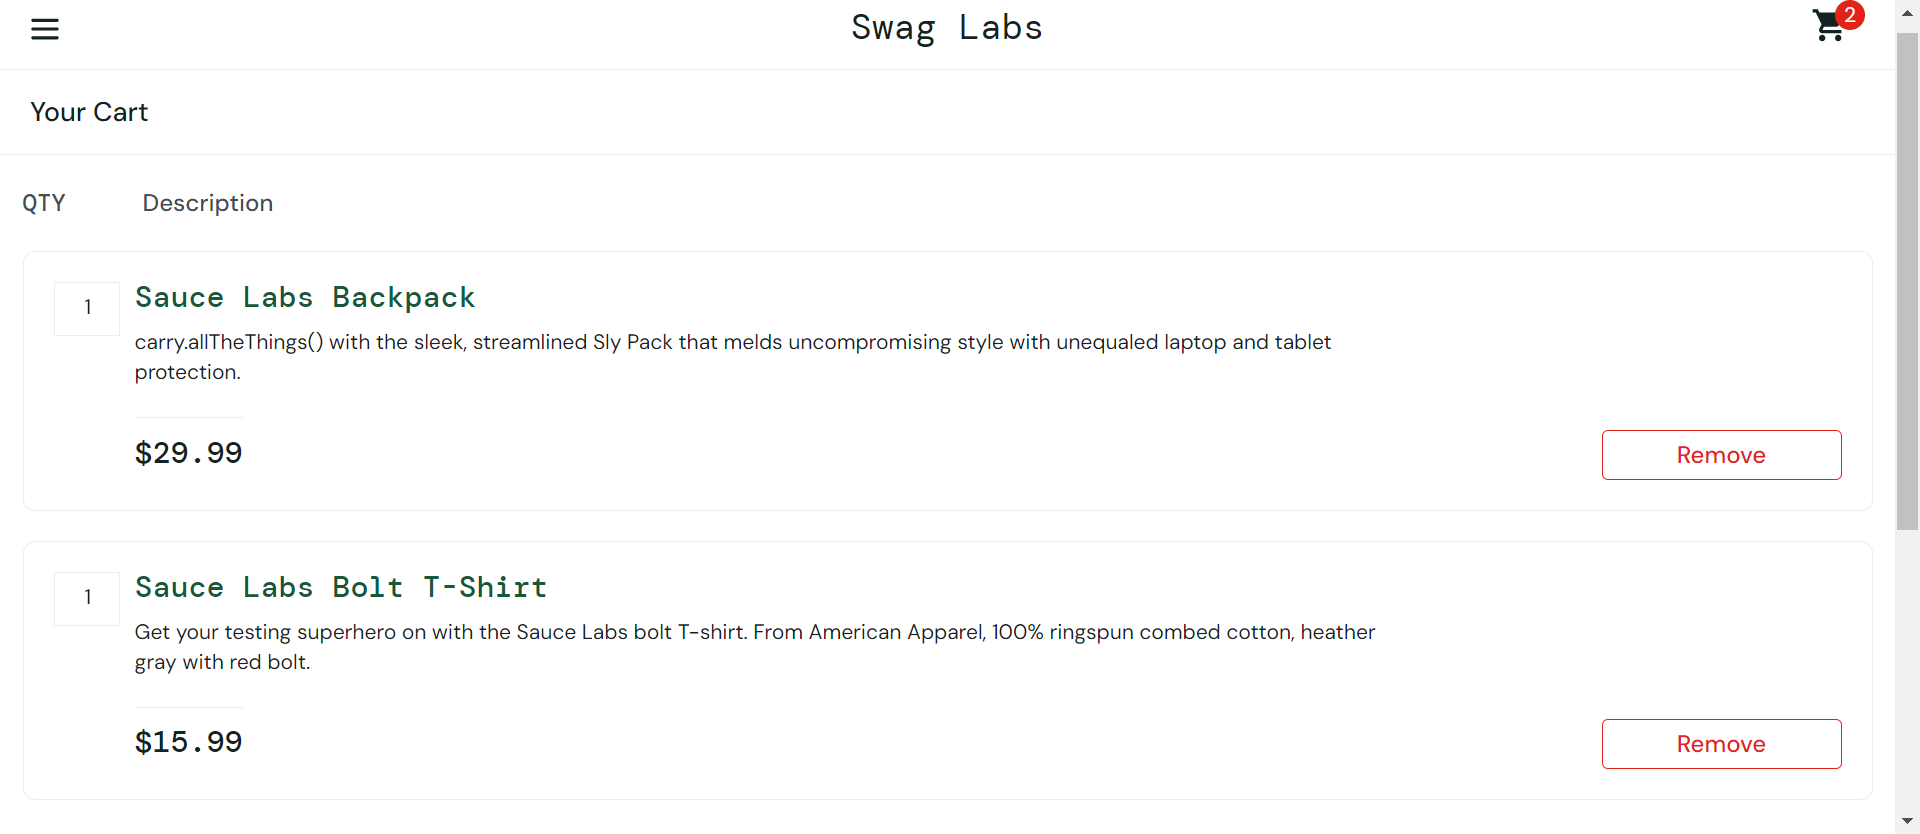 Swag Labs
2
Your Cart
QTY Description
1
Sauce Labs Backpack
carry.allTheThings() with the sleek, streamlined Sly Pack that melds uncompromising style with unequaled laptop and tablet
protection.
$29.99
Remove
1
Sauce Labs Bolt T-Shirt
Get your testing superhero on with the Sauce Labs bolt T-shirt. From American Apparel, 100% ringspun combed cotton, heather
gray with red bolt.
$15.99
Remove